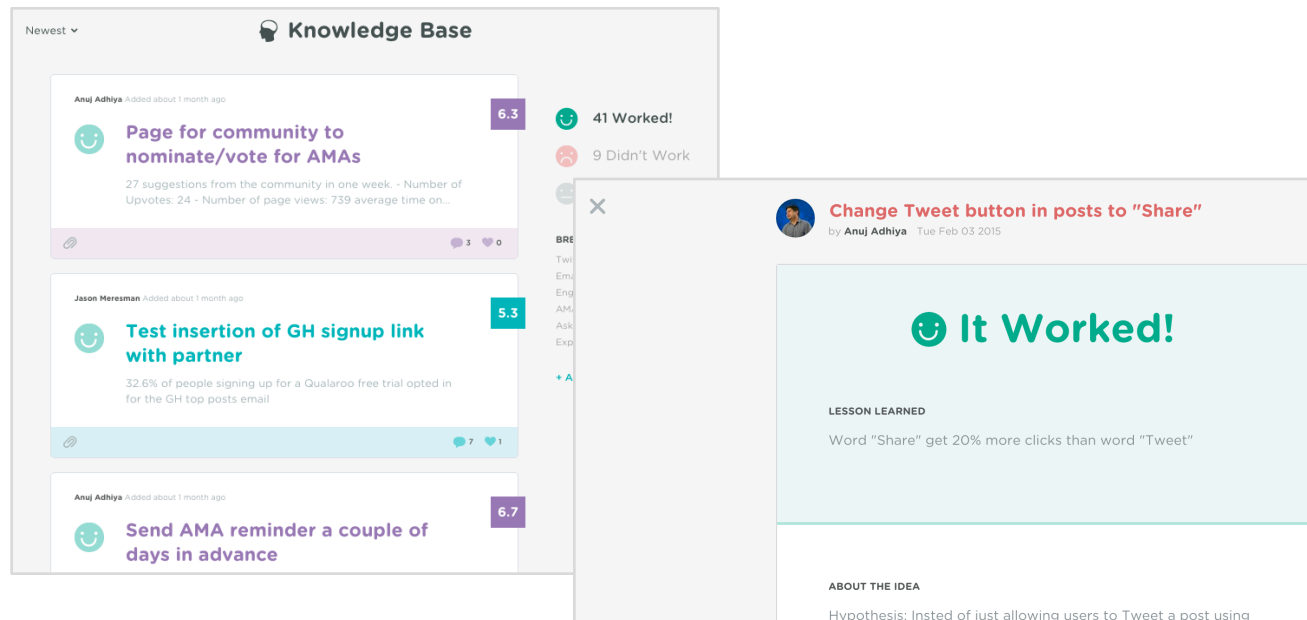 Newest
Knowledge Base
Anuj Adhiya Added about 1 month ago
6.3
Page for community to
nominate/vote for AMAs
27 suggestions from the community in one week. - Number of
Upvotes: 24 - Number of page views: 739 average time on...
3 0
Jason Meresman Added about 1 month ago
5.3
Test insertion of GH signup link
with partner
32.6% of people signing up for a Qualaroo free trial opted in
for the GH top posts email
7 1
Anuj Adhiya Added about 1 month ago
6.7
Send AMA reminder a couple of
days in advance
41 Worked!
9 Didn't Work
BRE
Twi
Ema
Eng
AMA
Ask
Exp
+ A
Change Tweet button in posts to "Share"
by Anuj Adhiya Tue Feb 03 2015
It Worked!
LESSON LEARNED
Word "Share" get 20% more clicks than word "Tweet"
ABOUT THE IDEA
Hypothesis: Insted of just allowing users to Tweet a post using